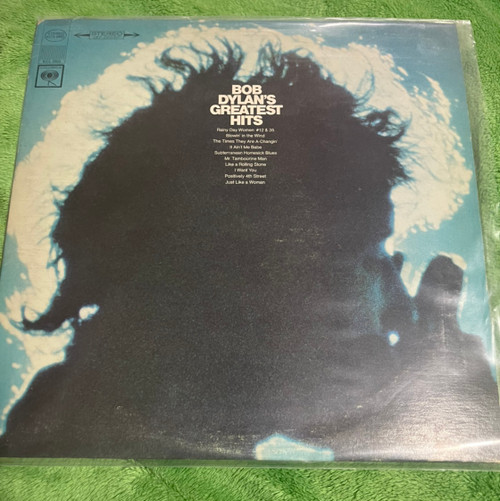 STEREO
BOB
DYLAN'S
GREATEST
HITS
Rainy Day Women #12 & 35
Blowin' in the Wind
The Times They Are A-Changin'
It Ain't Me Babe
Subterranean Homesick Blues
Mr. Tambourine Man
Like a Rolling Stone
I Want You
Positively 4th Street
Just Like a Woman